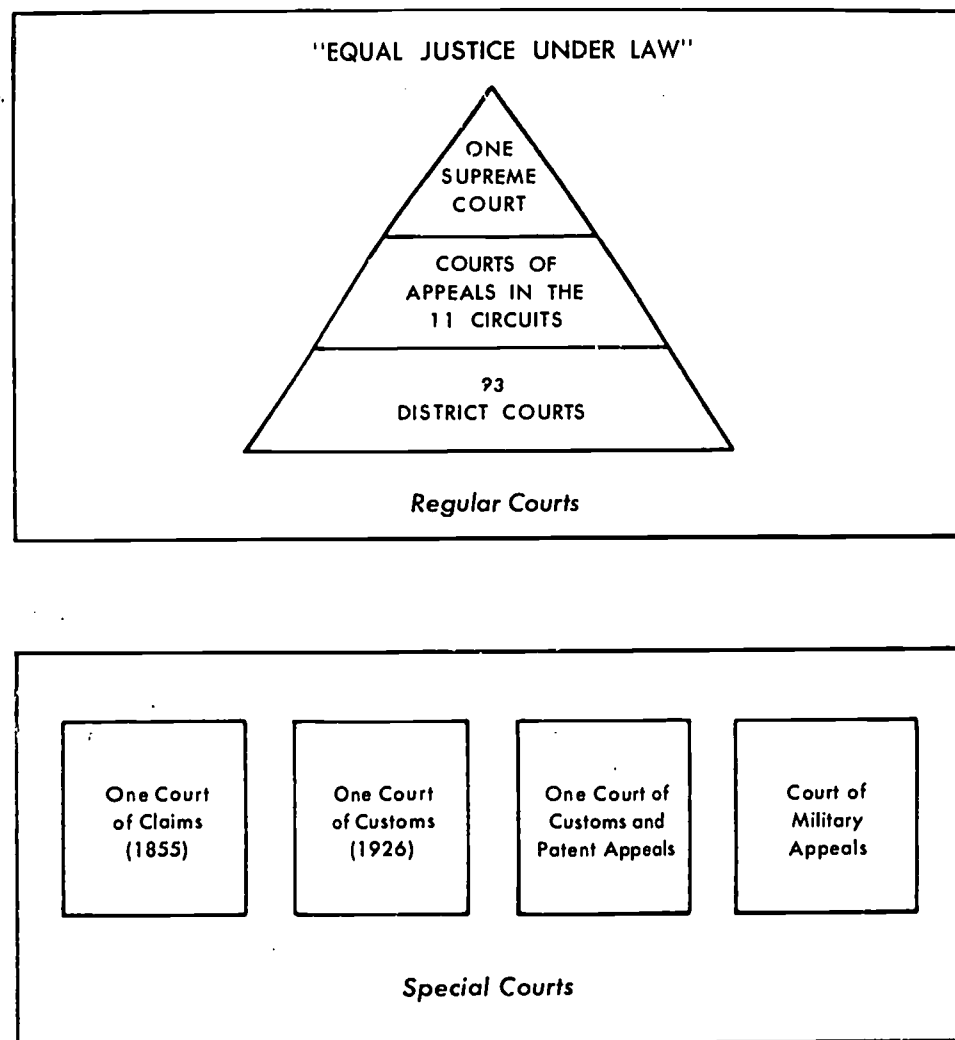 "EQUAL JUSTICE UNDER LAW"
ONE
SUPREME
COURT
COURTS OF
APPEALS IN THE
11 CIRCUITS
93
DISTRICT COURTS
Regular Courts
One Court
of Claims
(1855)
One Court
of Customs
(1926)
One Court of
Customs and
Patent Appeals
Court of
Military
Appeals
Special Courts